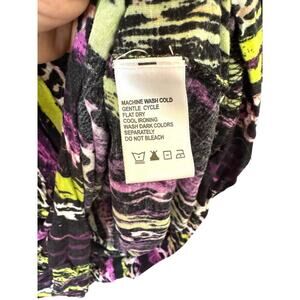 MACHINE WASH COLD
GENTLE CYCLE
FLAT DRY
COOL IRONING
WASH DARK COLORS
SEPARATELY
DO NOT BLEACH